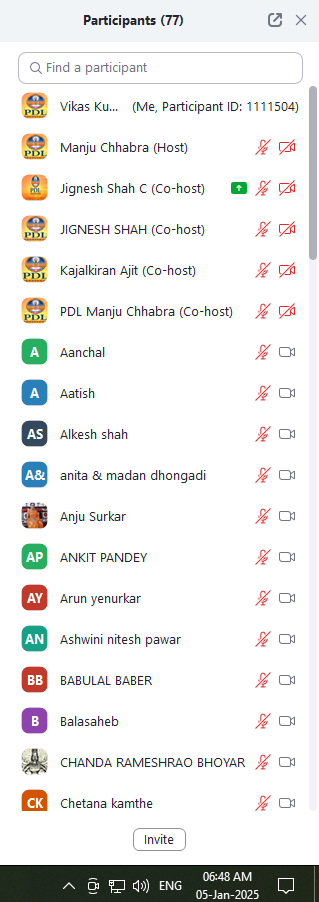 Participants (77)
Find a participant
PDL
Vikas Ku... (Me, Participant ID: 1111504)
PDL
Manju Chhabra (Host)
PDL
Jignesh Shah C (Co-host)
PDL
JIGNESH SHAH (Co-host)
PDL
Kajalkiran Ajit (Co-host)
PDL
PDL Manju Chhabra (Co-host)
A Aanchal
A Aatish
AS Alkesh shah
A& anita & madan dhongadi
Anju Surkar
AP ANKIT PANDEY
AY Arun yenurkar
AN Ashwini nitesh pawar
BB BABULAL BABER
B Balasaheb
CHANDA RAMESHRAO BHOYAR
CK Chetana kamthe
Invite
ENG
06:48 AM
05-Jan-2025